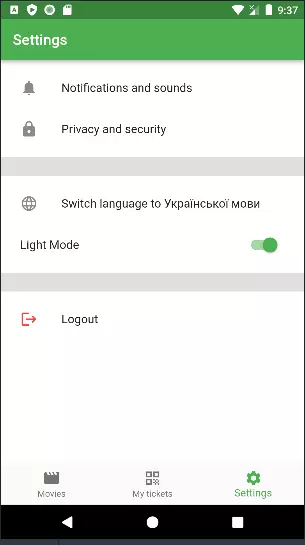 9:37
Settings
Notifications and sounds
Privacy and security
Switch language to Української мови
Light Mode
Logout
Movies
My tickets
Settings